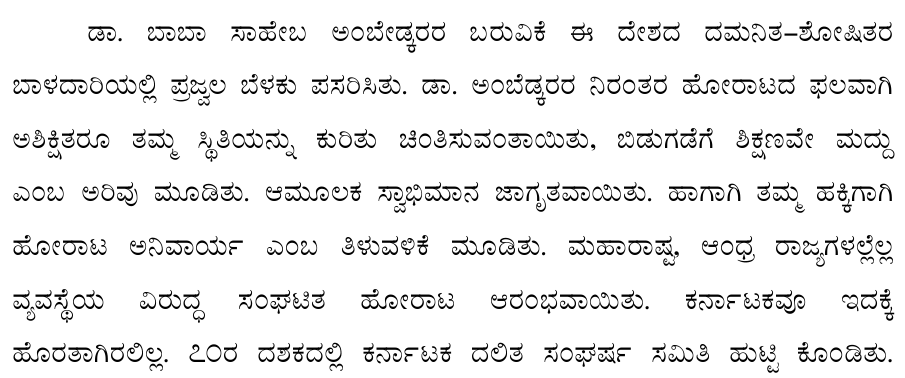 ಡಾ. ಬಾಬಾ ಸಾಹೇಬ ಅಂಬೇಡ್ಕರರ ಬರುವಿಕೆ ಈ ದೇಶದ ದಮನಿತ–ಶೋಷಿತರ
ಬಾಳದಾರಿಯಲ್ಲಿ ಪ್ರಜ್ವಲ ಬೆಳಕು ಪಸರಿಸಿತು. ಡಾ. ಅಂಬೆಡ್ಕರರ ನಿರಂತರ ಹೋರಾಟದ ಫಲವಾಗಿ
ಅಶಿಕ್ಷಿತರೂ ತಮ್ಮ ಸ್ಥಿತಿಯನ್ನು ಕುರಿತು ಚಿಂತಿಸುವಂತಾಯಿತು, ಬಿಡುಗಡೆಗೆ ಶಿಕ್ಷಣವೇ ಮದ್ದು
ಎಂಬ ಅರಿವು ಮೂಡಿತು. ಆಮೂಲಕ ಸ್ವಾಭಿಮಾನ ಜಾಗೃತವಾಯಿತು. ಹಾಗಾಗಿ ತಮ್ಮ ಹಕ್ಕಿಗಾಗಿ
ಹೋರಾಟ ಅನಿವಾರ್ಯ ಎಂಬ ತಿಳುವಳಿಕೆ ಮೂಡಿತು. ಮಹಾರಾಷ್ಟ್ರ, ಆಂಧ್ರ ರಾಜ್ಯಗಳಲ್ಲೆಲ್ಲ
ವ್ಯವಸ್ಥೆಯ ವಿರುದ್ಧ ಸಂಘಟಿತ ಹೋರಾಟ ಆರಂಭವಾಯಿತು. ಕರ್ನಾಟಕವೂ ಇದಕ್ಕೆ
ಹೊರತಾಗಿರಲಿಲ್ಲ. ೭೦ರ ದಶಕದಲ್ಲಿ ಕರ್ನಾಟಕ ದಲಿತ ಸಂಘರ್ಷ ಸಮಿತಿ ಹುಟ್ಟಿ ಕೊಂಡಿತು.